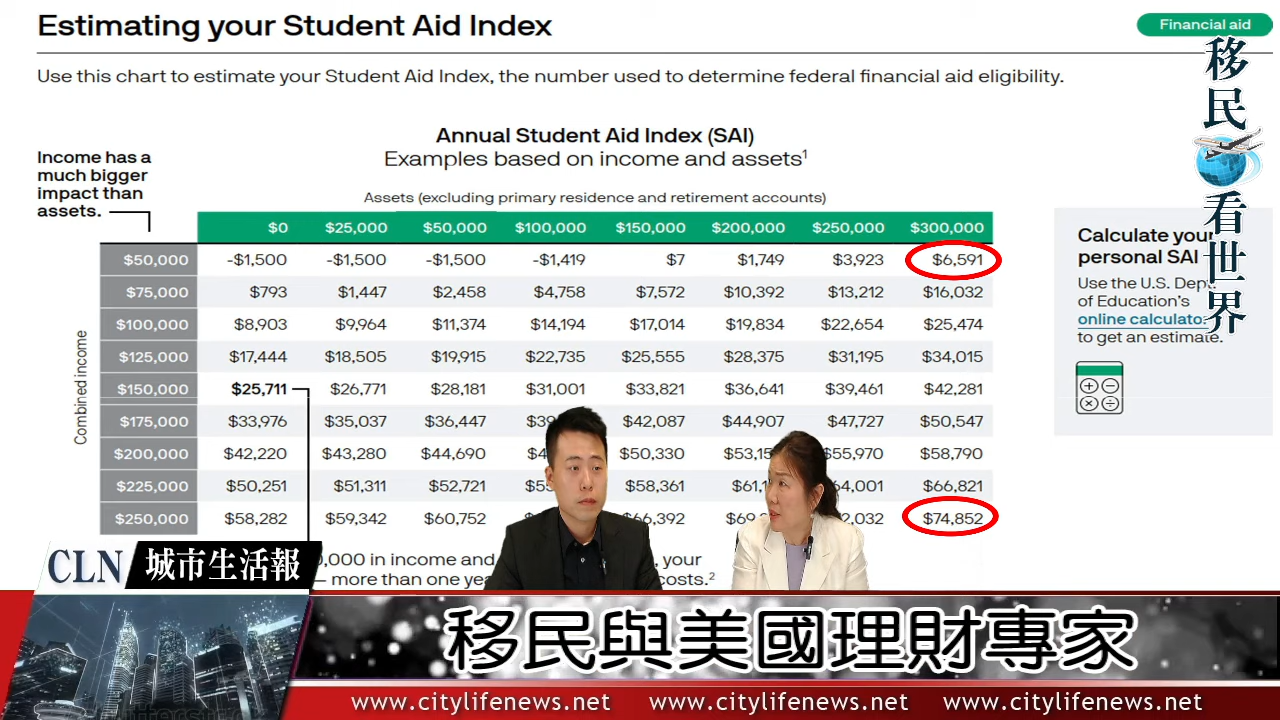 Estimating your Student Aid Index
Financial aid
Use this chart to estimate your Student Aid Index, the number used to determine federal financial aid eligibility.
移民看世界
Annual Student Aid Index (SAI)
Examples based on income and assets¹
Income has a
much bigger
impact than
assets.
Assets (excluding primary residence and retirement accounts)
$0 $25,000 $50,000 $100,000 $150,000 $200,000 $250,000 $300,000
Combined income
$50,000 -$1,500 -$1,500 -$1,500 -$1,419 $7 $1,749 $3,923 $6,591
$75,000 $793 $1,447 $2,458 $4,758 $7,572 $10,392 $13,212 $16,032
$100,000 $8,903 $9,964 $11,374 $14,194 $17,014 $19,834 $22,654 $25,474
$125,000 $17,444 $18,505 $19,915 $22,735 $25,555 $28,375 $31,195 $34,015
$150,000 $25,711 $26,771 $28,181 $31,001 $33,821 $36,641 $39,461 $42,281
$175,000 $33,976 $35,037 $36,447 $42,087 $44,907 $47,727 $50,547
$200,000 $42,220 $43,280 $44,690 $50,330 $55,970 $58,790
$225,000 $50,251 $51,311 $52,721 $58,361 $66,821
$250,000 $58,282 $59,342 $60,752 $74,852
Calculate your
personal SAI
Use the U.S. Dept.
of Education's
online calculator
to get an estimate.
in income and your
more than one costs.²
CLN 城市生活報
移民與美國理財專家
www.citylifenews.net www.citylifenews.net www.citylifenews.net